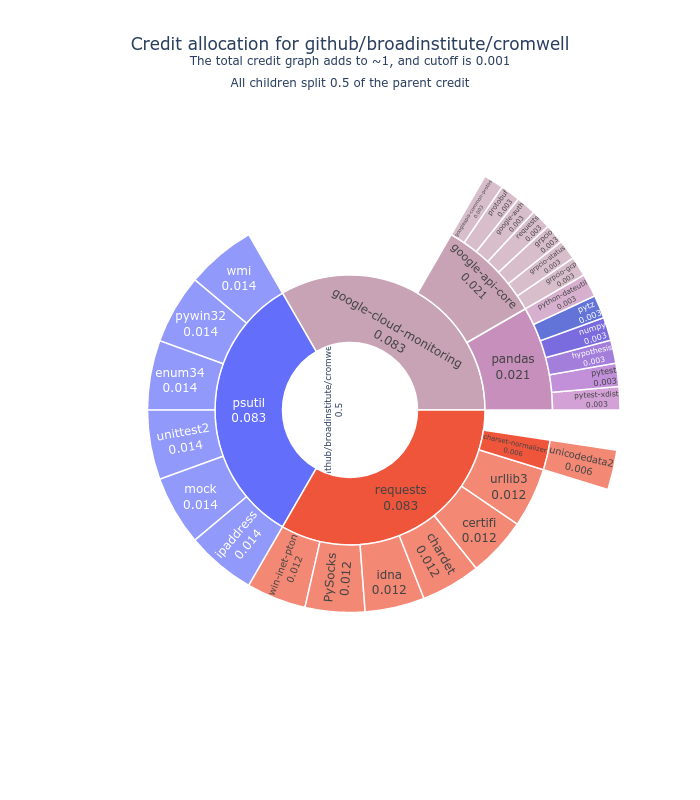 Credit allocation for github/broadinstitute/cromwell
The total credit graph adds to ~1, and cutoff is 0.001
All children split 0.5 of the parent credit
github/broadinstitute/cromwell
0.5
google-cloud-monitoring
0.083
google-api-core
0.021
protobuf
0.003
google-auth
0.003
requests
0.003
grpcio
0.003
grpcio-status
0.003
grpcio-gcp
0.003
pandas
0.021
python-dateutil
0.003
pytz
0.003
numpy
0.003
hypothesis
0.003
pytest
0.003
pytest-xdist
0.003
psutil
0.083
wmi
0.014
pywin32
0.014
enum34
0.014
unittest2
0.014
mock
0.014
ipaddress
0.014
requests
0.083
charset-normalizer
0.006
unicodedata2
0.006
urllib3
0.012
certifi
0.012
chardet
0.012
idna
0.012
PySocks
0.012
win-inet-pton
0.012